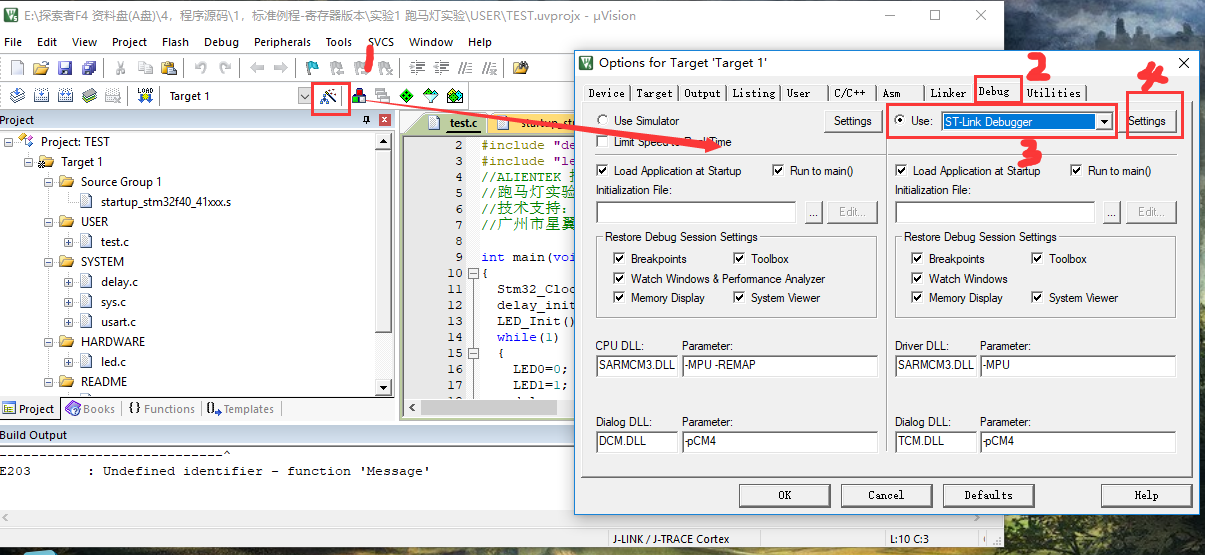 E:\探索者F4 资料盘(A盘)\4，程序源码\1，标准例程-寄存器版本\实验1 跑马灯实验\USER\TEST.uvprojx - µVision
File Edit View Project Flash Debug Peripherals Tools SVCS Window Help
1
LOAD
Target 1
Project
Project: TEST
Target 1
Source Group 1
startup_stm32f40_41xxx.s
USER
test.c
SYSTEM
delay.c
sys.c
usart.c
HARDWARE
led.c
README
Project Books {} Functions Templates
test.c
2 #include "de
3 #include "le
4 //ALIENTEK
5 //跑马灯实验
6 //技术支持:
7 //广州市星翼
8
9 int main(voi
10 {
11 Stm32_Cloc
12 delay_init
13 LED_Init()
14 while(1)
15 {
16 LED0=0;
17 LED1=1;
Build Output
E203 : Undefined identifier - function 'Message'
J-LINK / J-TRACE Cortex L:10 C:3
Options for Target 'Target 1'
2
4
Device Target Output Listing User C/C++ Asm Linker Debug Utilities
Use Simulator Settings
Limit Speed to Real-Time
Load Application at Startup Run to main()
Initialization File:
... Edit...
Restore Debug Session Settings
Breakpoints Toolbox
Watch Windows & Performance Analyzer
Memory Display System Viewer
CPU DLL: Parameter:
SARMCM3.DLL -MPU -REMAP
Dialog DLL: Parameter:
DCM.DLL -pCM4
Use: ST-Link Debugger Settings
3
Load Application at Startup Run to main()
Initialization File:
... Edit...
Restore Debug Session Settings
Breakpoints Toolbox
Watch Windows
Memory Display System Viewer
Driver DLL: Parameter:
SARMCM3.DLL -MPU
Dialog DLL: Parameter:
TCM.DLL -pCM4
OK Cancel Defaults Help